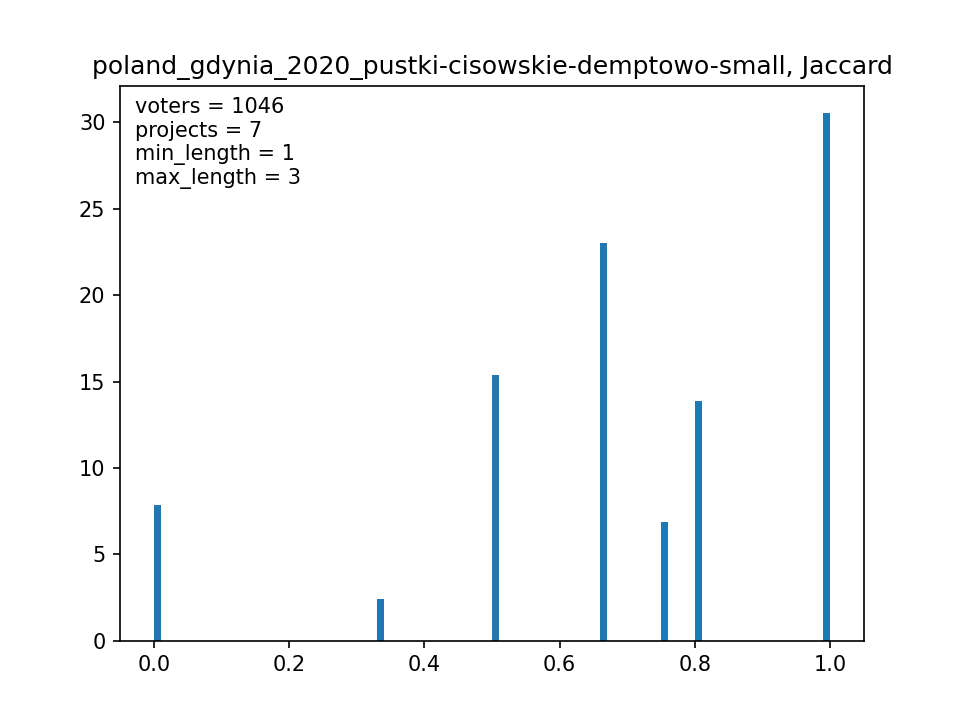 poland_gdynia_2020_pustki-cisowskie-demptowo-small, Jaccard
voters = 1046
projects = 7
min_length = 1
max_length = 3
30
25
20
15
10
5
0
0.0 0.2 0.4 0.6 0.8 1.0